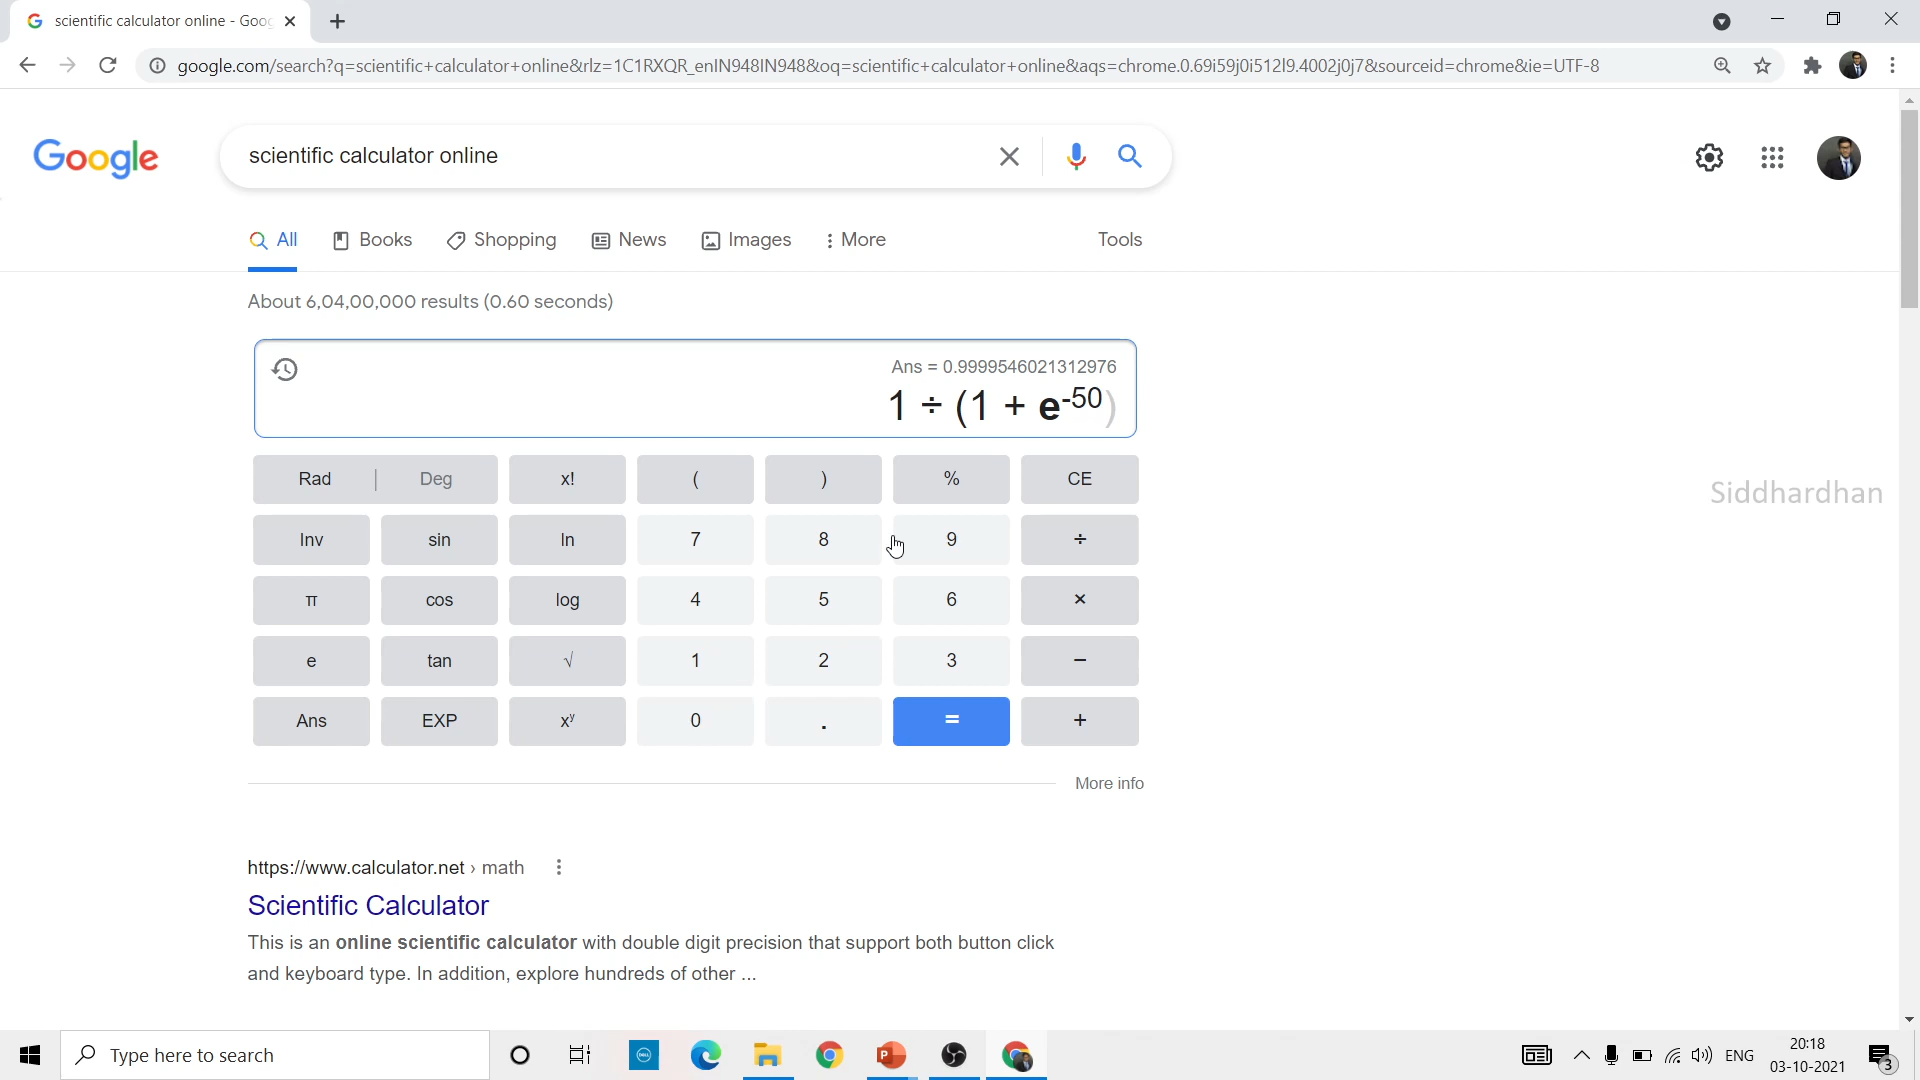 scientific calculator online - Goog
google.com/search?q=scientific+calculator+online&rlz=1C1RXQR_enIN948IN948&oq=scientific+calculator+online&aqs=chrome.0.69i59j0i512l9.4002j0j7&sourceid=chrome&ie=UTF-8
Google
scientific calculator online
All Books Shopping News Images More Tools
About 6,04,00,000 results (0.60 seconds)
Ans = 0.9999546021312976
1 ÷ (1 + e-50)
Rad | Deg x! ( ) % CE
Siddhardhan
Inv sin ln 7 8 9 ÷
π cos log 4 5 6 ×
e tan √ 1 2 3 −
Ans EXP xʸ 0 . = +
More info
https://www.calculator.net › math
Scientific Calculator
This is an online scientific calculator with double digit precision that support both button click
and keyboard type. In addition, explore hundreds of other ...
Type here to search
DELL
P
ENG
20:18
03-10-2021
3